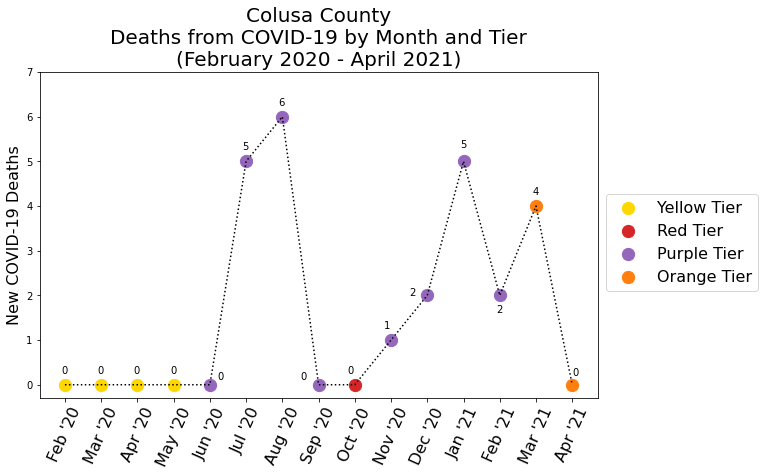 Colusa County
Deaths from COVID-19 by Month and Tier
(February 2020 - April 2021)
New COVID-19 Deaths
7
6
5
4
3
2
1
0
0
0
0
0
0
5
6
0
0
1
2
5
2
4
0
Feb '20
Mar '20
Apr '20
May '20
Jun '20
Jul '20
Aug '20
Sep '20
Oct '20
Nov '20
Dec '20
Jan '21
Feb '21
Mar '21
Apr '21
Yellow Tier
Red Tier
Purple Tier
Orange Tier